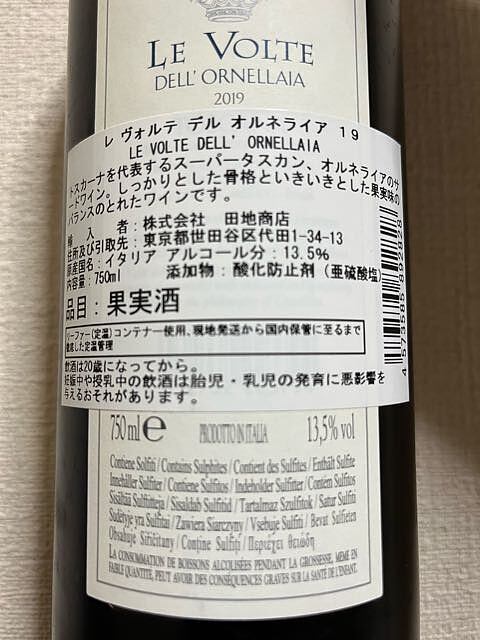 LE VOLTE
DELL' ORNELLAIA
2019
レ ヴォルテ デル オルネライア 19
LE VOLTE DELL' ORNELLAIA
トスカーナを代表するスーパータスカン、オルネライアのサ
ードワイン。しっかりとした骨格といきいきとした果実味の
バランスのとれたワインです。
輸 入 者：株式会社 田地商店
住所及び引取先：東京都世田谷区代田1-34-13
原産国名：イタリア アルコール分：13.5%
内容量：750ml 添加物：酸化防止剤（亜硫酸塩）
品目：果実酒
リーファー(定温)コンテナー使用、現地発送から国内保管に至るまで
徹底した定温管理
飲酒は20歳になってから。
妊娠中や授乳中の飲酒は胎児・乳児の発育に悪影響を
与えるおそれがあります。
4573585892828
750 ml e PRODOTTO IN ITALIA 13,5% vol
Contiene Solfiti / Contains Sulphites / Contient des Sulfites / Enthält Sulfite
Innehåller Sulfiter / Contiene Sulfitos / Indeholder Sulfitter / Contém Sulfitos
Sisältää Sulfiitteja / Sisaldab Sulfitid / Tartalmaz Szulfitok / Satur Sulfiti
Sudėtyje yra Sulfitai / Zawiera Siarczyny / Vsebuje Sulfiti / Bevat Sulfieten
Obsahuje Siřičitany / Contine Sulfiţi / Περιέχει θειώδη
LA CONSOMMATION DE BOISSONS ALCOOLISÉES PENDANT LA GROSSESSE, MEME EN
FAIBLE QUANTITÉ, PEUT AVOIR DES CONSÉQUENCES GRAVES SUR LA SANTÉ DE L'ENFANT.